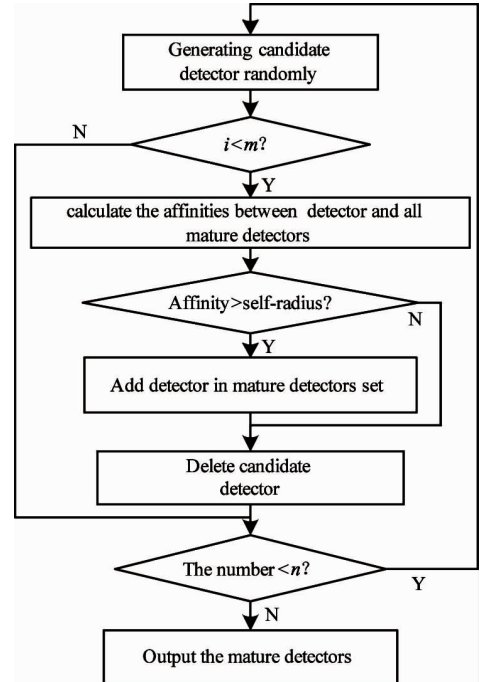 Generating candidate
detector randomly
N
i<m?
Y
calculate the affinities between detector and all
mature detectors
Affinity>self-radius?
N
Y
Add detector in mature detectors set
Delete candidate
detector
The number<n?
Y
N
Output the mature detectors